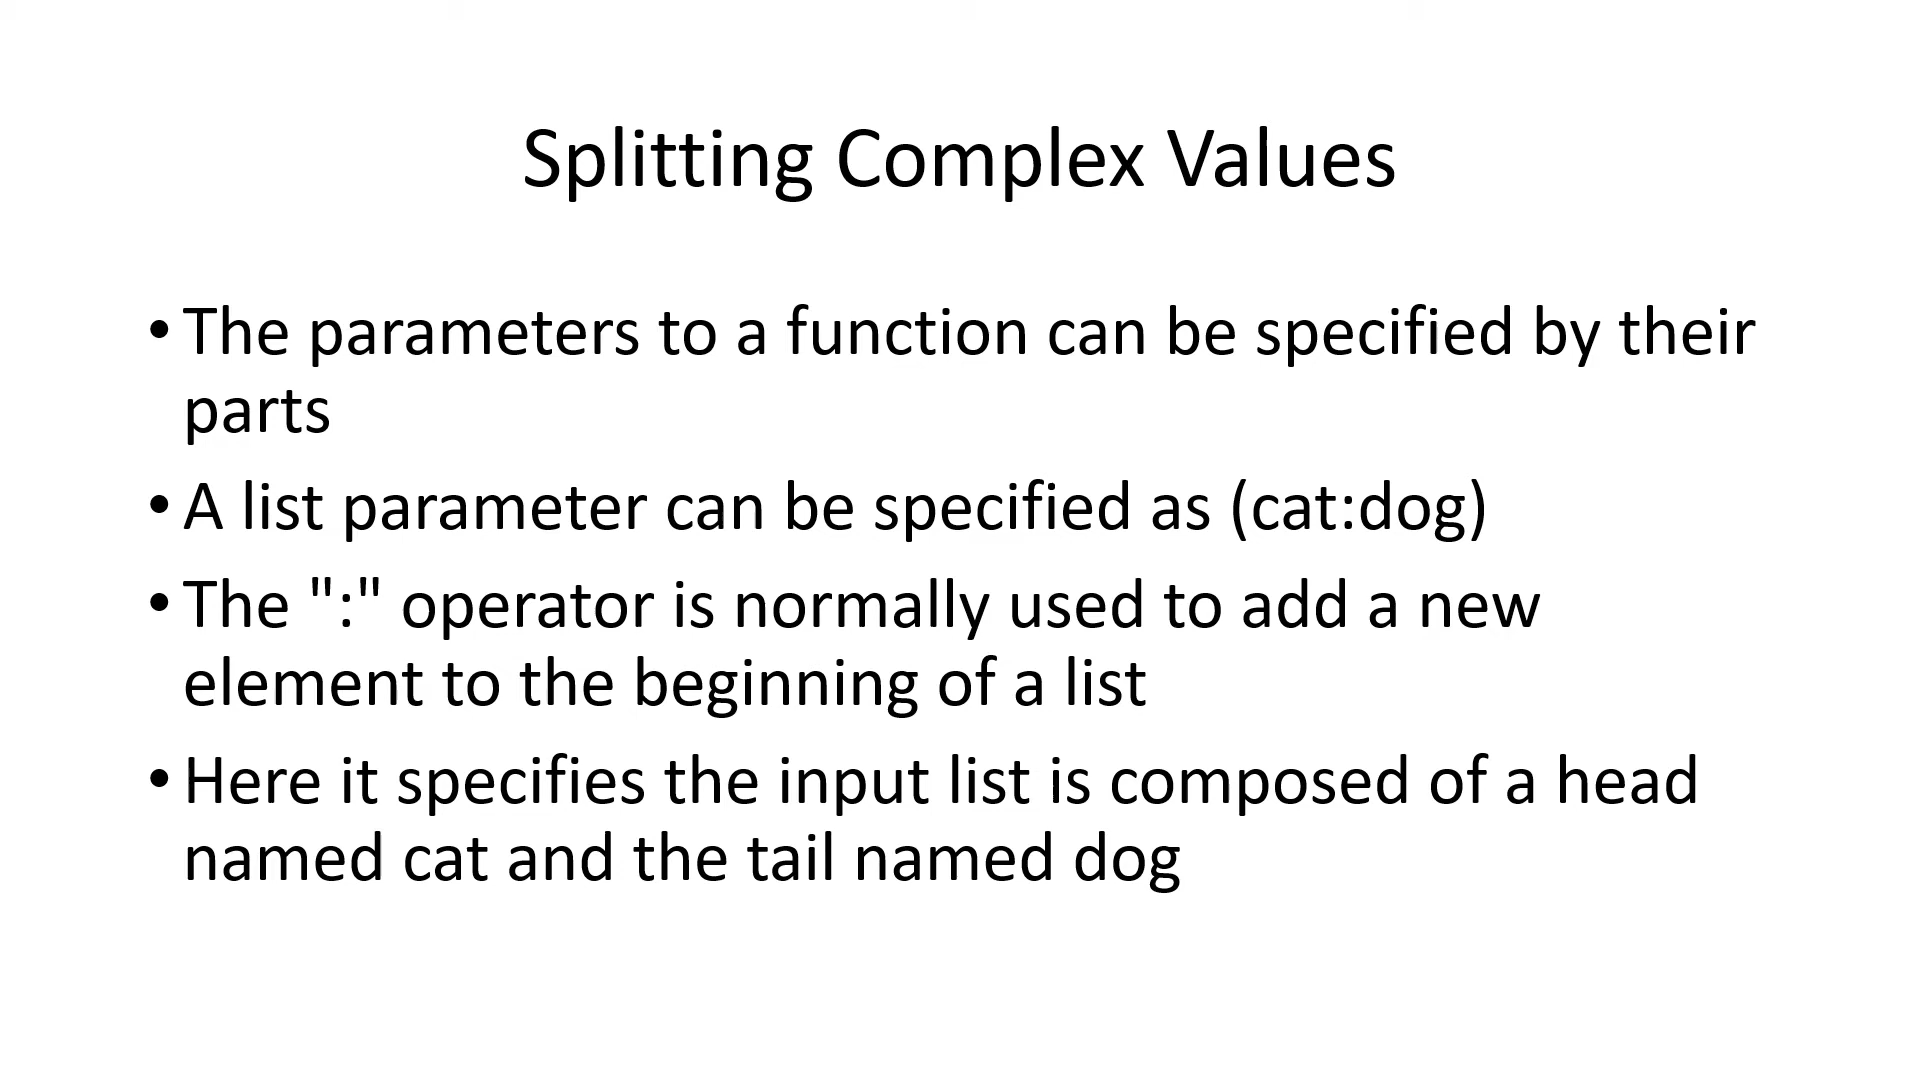 Splitting Complex Values
• The parameters to a function can be specified by their
parts
• A list parameter can be specified as (cat:dog)
• The ":" operator is normally used to add a new
element to the beginning of a list
• Here it specifies the input list is composed of a head
named cat and the tail named dog